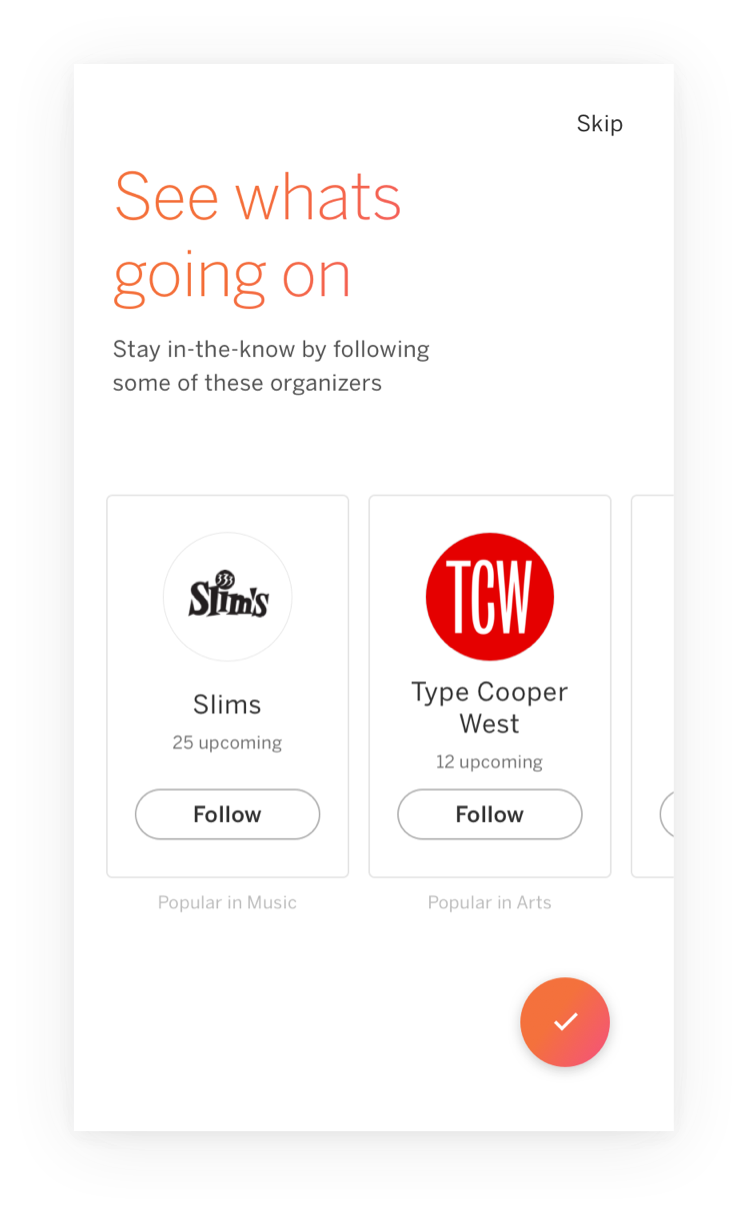 Skip
See whats
going on
Stay in-the-know by following
some of these organizers
Slim's
Slims
25 upcoming
Follow
Popular in Music
TCW
Type Cooper
West
12 upcoming
Follow
Popular in Arts